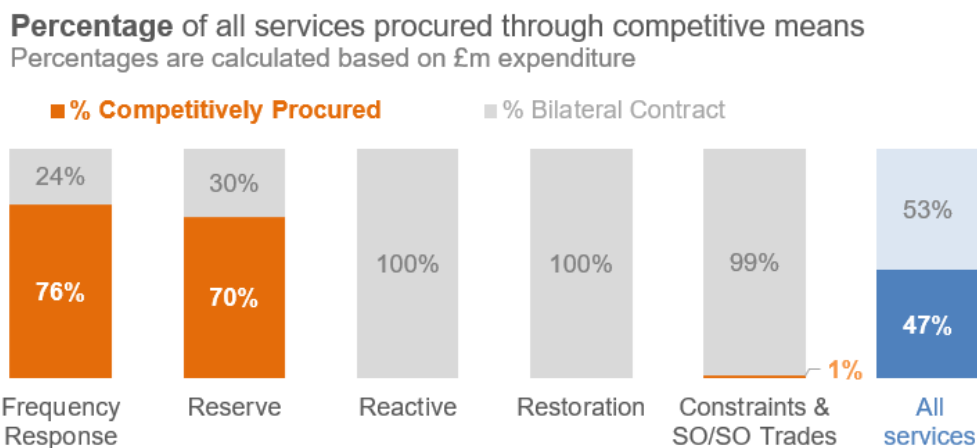 Percentage of all services procured through competitive means
Percentages are calculated based on £m expenditure
% Competitively Procured
% Bilateral Contract
24%
76%
30%
70%
100%
100%
99%
1%
53%
47%
Frequency
Response
Reserve
Reactive
Restoration
Constraints &
SO/SO Trades
All
services